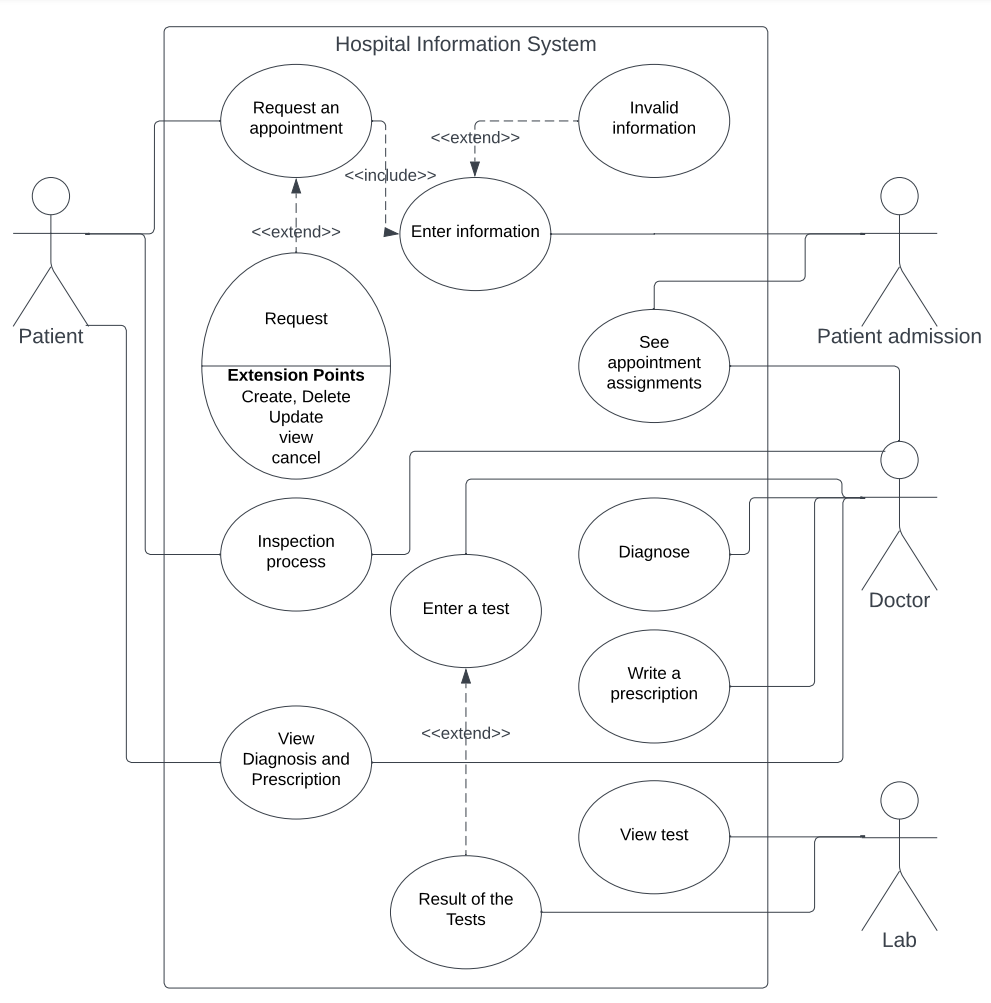 Hospital Information System
Request an
appointment
Invalid
information
<<extend>>
<<include>>
<<extend>>
Enter information
Patient
Patient admission
Request
Extension Points
Create, Delete
Update
view
cancel
See
appointment
assignments
Inspection
process
Diagnose
Enter a test
Doctor
Write a
prescription
<<extend>>
View
Diagnosis and
Prescription
View test
Result of the
Tests
Lab